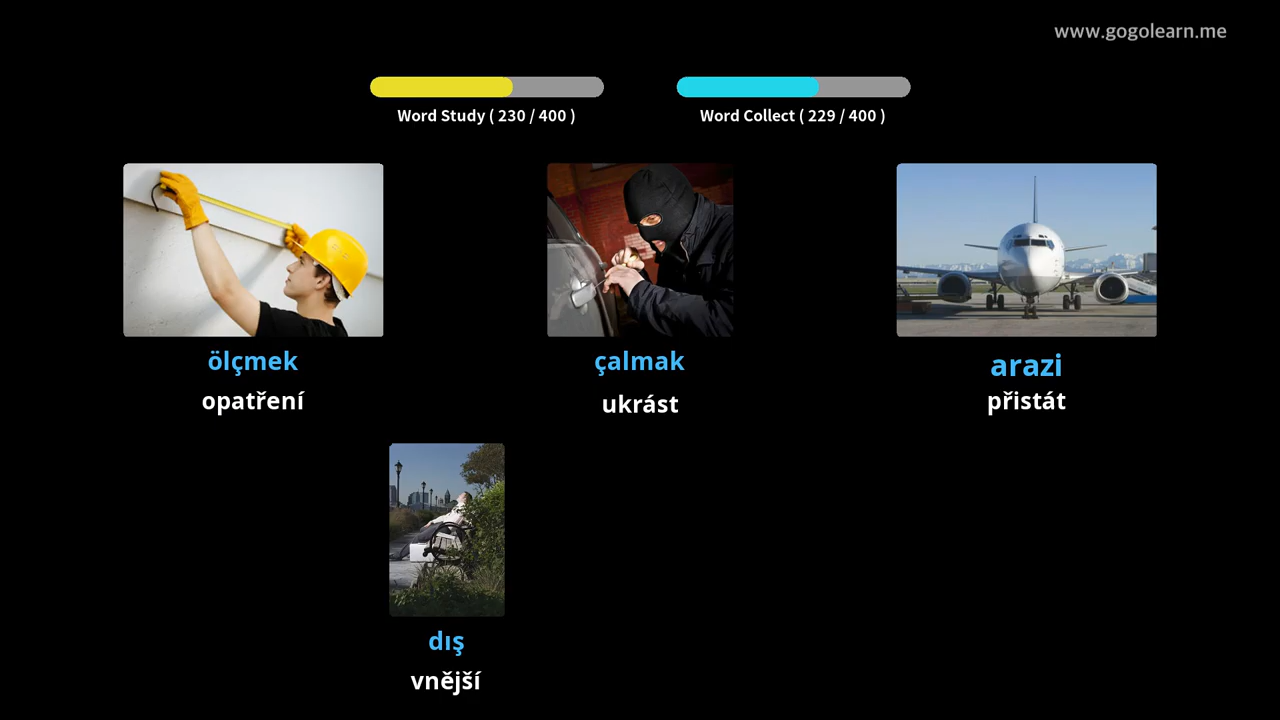 www.gogolearn.me
Word Study ( 230 / 400 )
Word Collect ( 229 / 400 )
ölçmek
opatření
çalmak
ukrást
arazi
přistát
dış
vnější